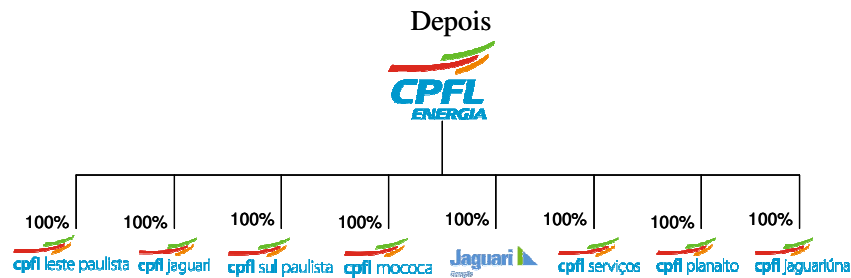 Depois
CPFL
ENERGIA
100% 100% 100% 100% 100% 100% 100% 100%
cpfl leste paulista cpfl jaguari cpfl sul paulista cpfl mococa Jaguari cpfl serviços cpfl planalto cpfl jaguariúna
Geração